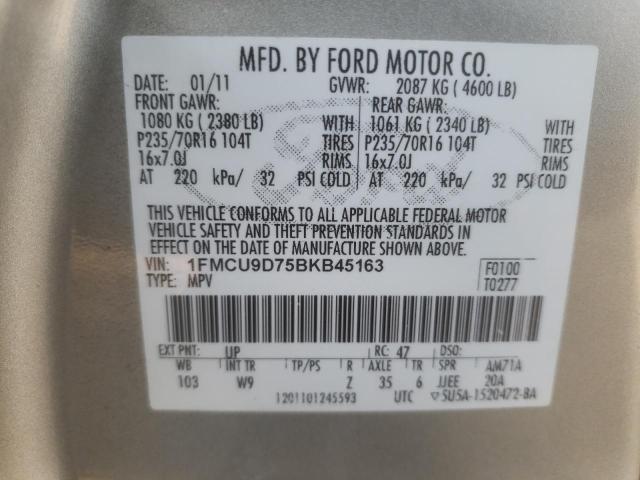 MFD. BY FORD MOTOR CO.
DATE: 01/11 GVWR: 2087 KG ( 4600 LB)
FRONT GAWR: REAR GAWR:
1080 KG ( 2380 LB) WITH 1061 KG ( 2340 LB) WITH
P235/70R16 104T TIRES P235/70R16 104T TIRES
16x7.0J RIMS 16x7.0J RIMS
AT 220 kPa/ 32 PSI COLD AT 220 kPa/ 32 PSI COLD
THIS VEHICLE CONFORMS TO ALL APPLICABLE FEDERAL MOTOR
VEHICLE SAFETY AND THEFT PREVENTION STANDARDS IN
EFFECT ON THE DATE OF MANUFACTURE SHOWN ABOVE.
VIN: 1FMCU9D75BKB45163 F0100
TYPE: MPV T0277
EXT PNT: UP RC: 47 DSO:
WB INT TR TP/PS R AXLE TR SPR AM71A
103 W9 Z 35 6 JJEE 20A
1201101245593 UTC ▽5U5A-1520472-BA